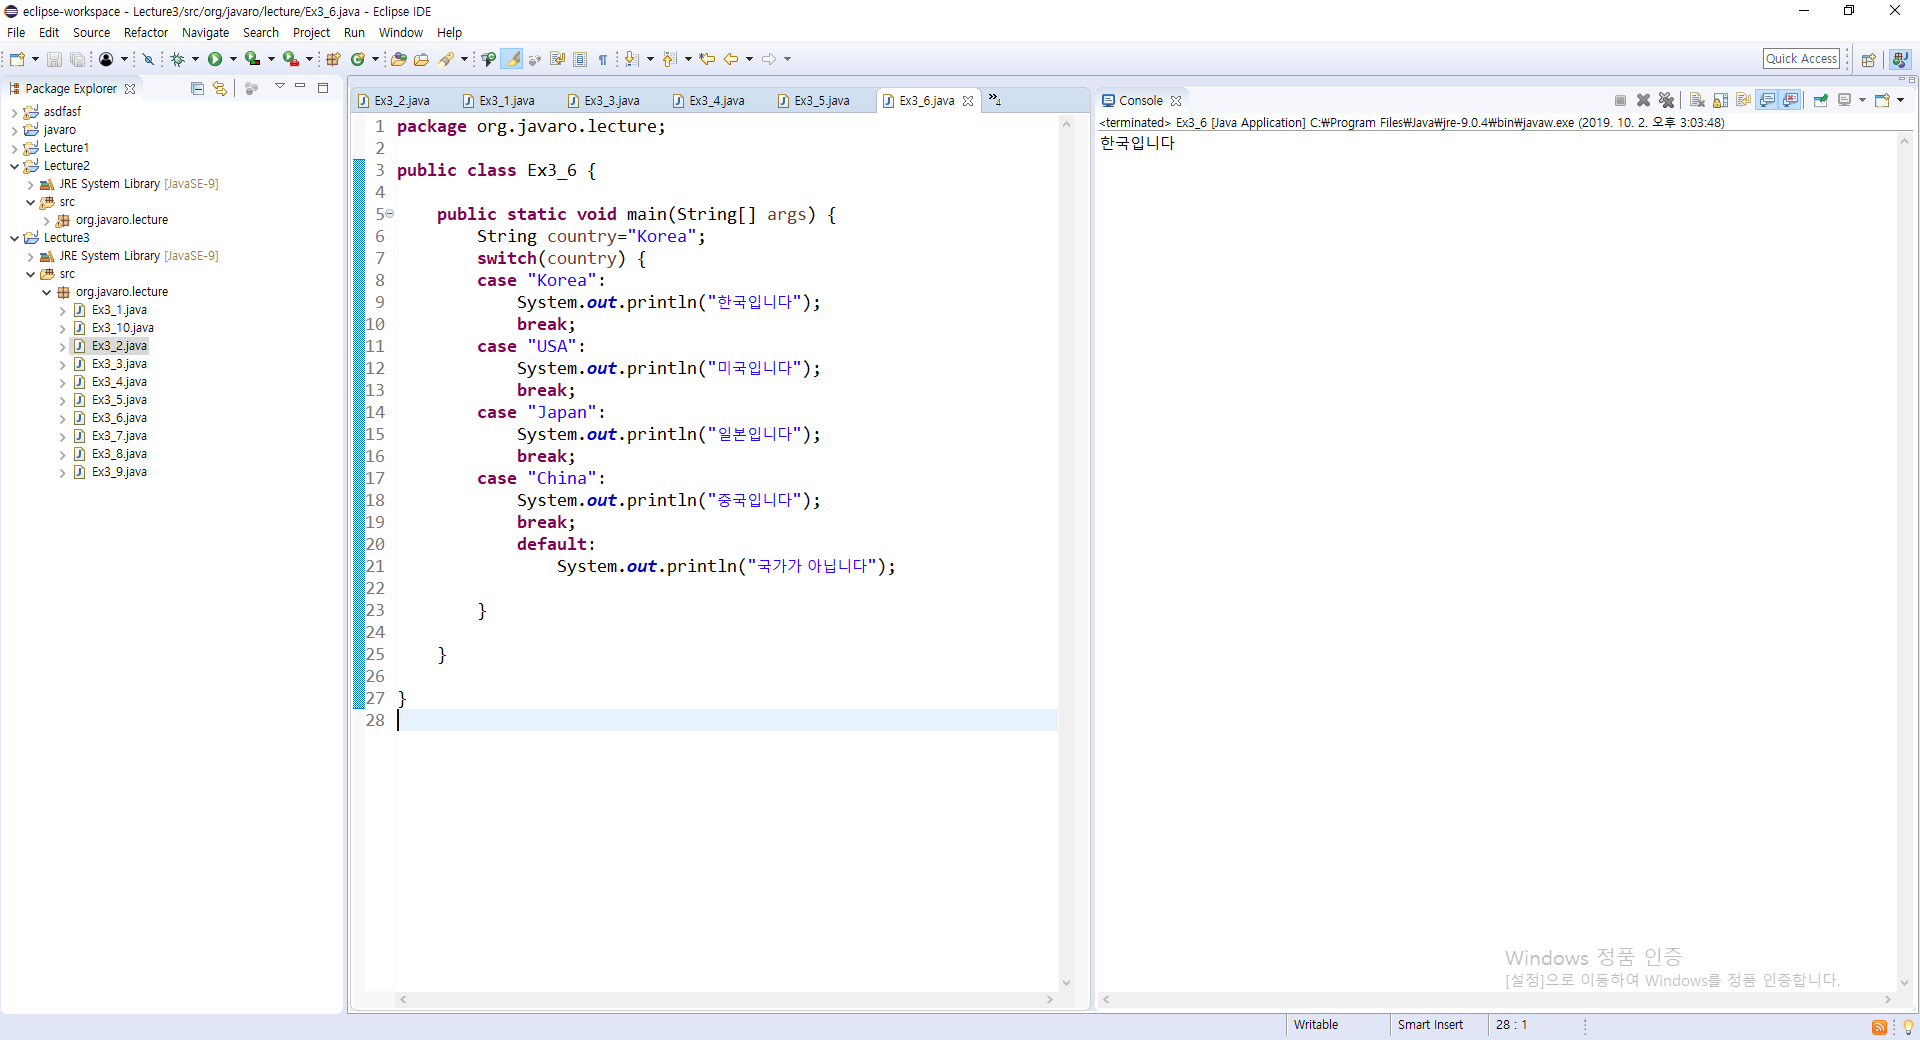 eclipse-workspace - Lecture3/src/org/javaro/lecture/Ex3_6.java - Eclipse IDE
File Edit Source Refactor Navigate Search Project Run Window Help
Quick Access
Package Explorer
asdfasf
javaro
Lecture1
Lecture2
JRE System Library [JavaSE-9]
src
org.javaro.lecture
Lecture3
JRE System Library [JavaSE-9]
src
org.javaro.lecture
Ex3_1.java
Ex3_10.java
Ex3_2.java
Ex3_3.java
Ex3_4.java
Ex3_5.java
Ex3_6.java
Ex3_7.java
Ex3_8.java
Ex3_9.java
Ex3_2.java Ex3_1.java Ex3_3.java Ex3_4.java Ex3_5.java Ex3_6.java »4
1 package org.javaro.lecture;
2
3 public class Ex3_6 {
4
5 public static void main(String[] args) {
6 String country="Korea";
7 switch(country) {
8 case "Korea":
9 System.out.println("한국입니다");
10 break;
11 case "USA":
12 System.out.println("미국입니다");
13 break;
14 case "Japan":
15 System.out.println("일본입니다");
16 break;
17 case "China":
18 System.out.println("중국입니다");
19 break;
20 default:
21 System.out.println("국가가 아닙니다");
22
23 }
24
25 }
26
27 }
28
Console
<terminated> Ex3_6 [Java Application] C:₩Program Files₩Java₩jre-9.0.4₩bin₩javaw.exe (2019. 10. 2. 오후 3:03:48)
한국입니다
Windows 정품 인증
[설정]으로 이동하여 Windows를 정품 인증합니다.
Writable Smart Insert 28 : 1